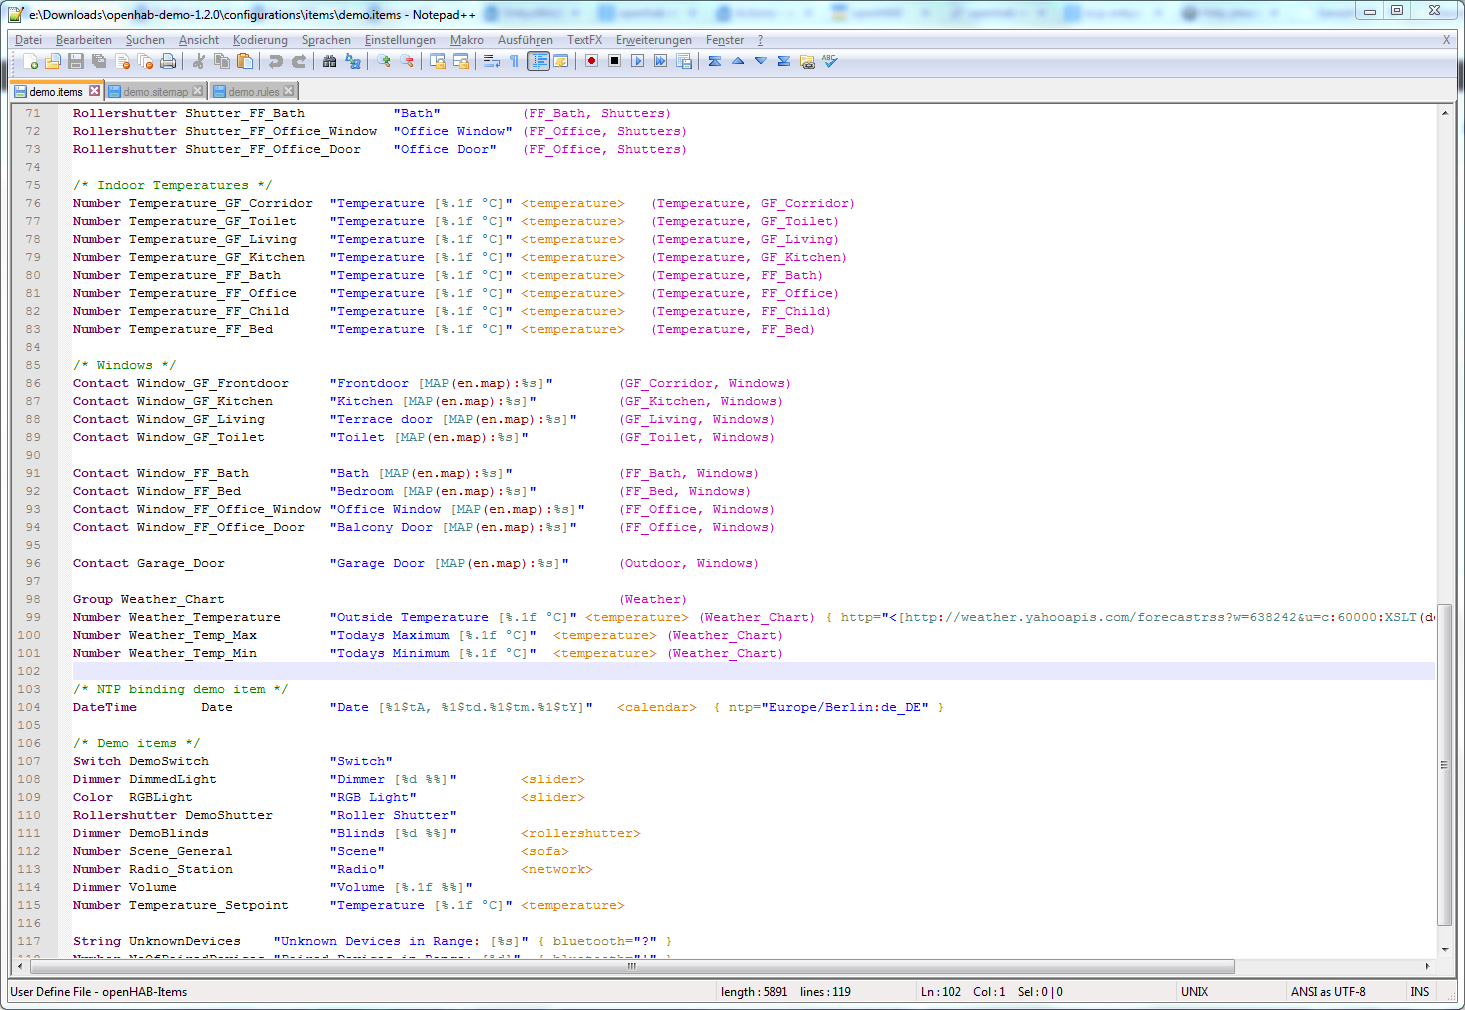 e:\Downloads\openhab-demo-1.2.0\configurations\items\demo.items - Notepad++
Datei Bearbeiten Suchen Ansicht Kodierung Sprachen Einstellungen Makro Ausführen TextFX Erweiterungen Fenster ? X
demo.items demo.sitemap demo.rules
71 Rollershutter Shutter_FF_Bath "Bath" (FF_Bath, Shutters)
72 Rollershutter Shutter_FF_Office_Window "Office Window" (FF_Office, Shutters)
73 Rollershutter Shutter_FF_Office_Door "Office Door" (FF_Office, Shutters)
74
75 /* Indoor Temperatures */
76 Number Temperature_GF_Corridor "Temperature [%.1f °C]" <temperature> (Temperature, GF_Corridor)
77 Number Temperature_GF_Toilet "Temperature [%.1f °C]" <temperature> (Temperature, GF_Toilet)
78 Number Temperature_GF_Living "Temperature [%.1f °C]" <temperature> (Temperature, GF_Living)
79 Number Temperature_GF_Kitchen "Temperature [%.1f °C]" <temperature> (Temperature, GF_Kitchen)
80 Number Temperature_FF_Bath "Temperature [%.1f °C]" <temperature> (Temperature, FF_Bath)
81 Number Temperature_FF_Office "Temperature [%.1f °C]" <temperature> (Temperature, FF_Office)
82 Number Temperature_FF_Child "Temperature [%.1f °C]" <temperature> (Temperature, FF_Child)
83 Number Temperature_FF_Bed "Temperature [%.1f °C]" <temperature> (Temperature, FF_Bed)
84
85 /* Windows */
86 Contact Window_GF_Frontdoor "Frontdoor [MAP(en.map):%s]" (GF_Corridor, Windows)
87 Contact Window_GF_Kitchen "Kitchen [MAP(en.map):%s]" (GF_Kitchen, Windows)
88 Contact Window_GF_Living "Terrace door [MAP(en.map):%s]" (GF_Living, Windows)
89 Contact Window_GF_Toilet "Toilet [MAP(en.map):%s]" (GF_Toilet, Windows)
90
91 Contact Window_FF_Bath "Bath [MAP(en.map):%s]" (FF_Bath, Windows)
92 Contact Window_FF_Bed "Bedroom [MAP(en.map):%s]" (FF_Bed, Windows)
93 Contact Window_FF_Office_Window "Office Window [MAP(en.map):%s]" (FF_Office, Windows)
94 Contact Window_FF_Office_Door "Balcony Door [MAP(en.map):%s]" (FF_Office, Windows)
95
96 Contact Garage_Door "Garage Door [MAP(en.map):%s]" (Outdoor, Windows)
97
98 Group Weather_Chart (Weather)
99 Number Weather_Temperature "Outside Temperature [%.1f °C]" <temperature> (Weather_Chart) { http="<[http://weather.yahooapis.com/forecastrss?w=638242&u=c:60000:XSLT(de
100 Number Weather_Temp_Max "Todays Maximum [%.1f °C]" <temperature> (Weather_Chart)
101 Number Weather_Temp_Min "Todays Minimum [%.1f °C]" <temperature> (Weather_Chart)
102
103 /* NTP binding demo item */
104 DateTime Date "Date [%1$tA, %1$td.%1$tm.%1$tY]" <calendar> { ntp="Europe/Berlin:de_DE" }
105
106 /* Demo items */
107 Switch DemoSwitch "Switch"
108 Dimmer DimmedLight "Dimmer [%d %%]" <slider>
109 Color RGBLight "RGB Light" <slider>
110 Rollershutter DemoShutter "Roller Shutter"
111 Dimmer DemoBlinds "Blinds [%d %%]" <rollershutter>
112 Number Scene_General "Scene" <sofa>
113 Number Radio_Station "Radio" <network>
114 Dimmer Volume "Volume [%.1f %%]"
115 Number Temperature_Setpoint "Temperature [%.1f °C]" <temperature>
116
117 String UnknownDevices "Unknown Devices in Range: [%s]" { bluetooth="?" }
118 Number NoOfPairedDevices "Paired Devices in Range: [%d]" { bluetooth="!" }
User Define File - openHAB-Items length : 5891 lines : 119 Ln : 102 Col : 1 Sel : 0 | 0 UNIX ANSI as UTF-8 INS